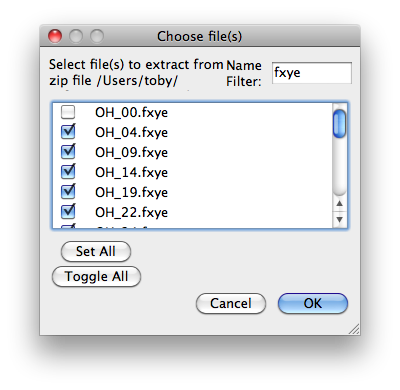 Choose file(s)
Select file(s) to extract from
zip file /Users/toby/
Name
Filter:
fxye
OH_00.fxye
OH_04.fxye
OH_09.fxye
OH_14.fxye
OH_19.fxye
OH_22.fxye
Set All
Toggle All
Cancel
OK